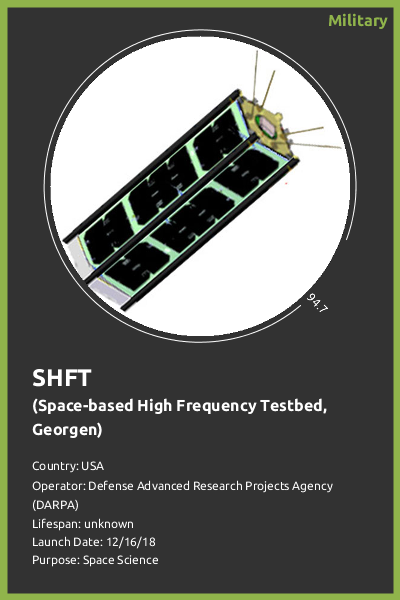 Military
94.7
SHFT
(Space-based High Frequency Testbed,
Georgen)
Country: USA
Operator: Defense Advanced Research Projects Agency
(DARPA)
Lifespan: unknown
Launch Date: 12/16/18
Purpose: Space Science